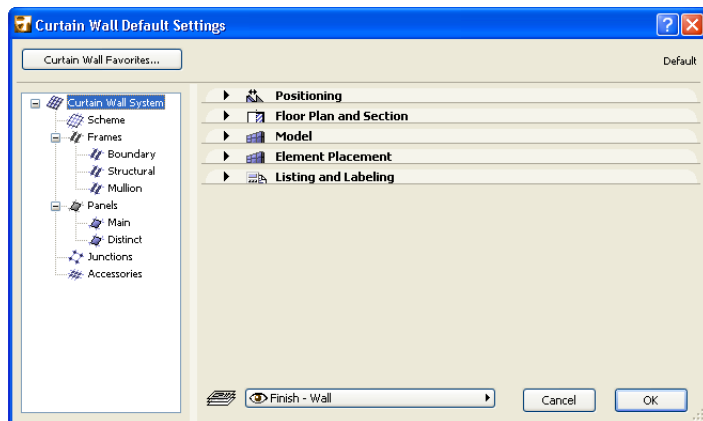 Curtain Wall Default Settings
Curtain Wall Favorites...
Default
Curtain Wall System
Scheme
Frames
Boundary
Structural
Mullion
Panels
Main
Distinct
Junctions
Accessories
Positioning
Floor Plan and Section
Model
Element Placement
Listing and Labeling
Finish - Wall
Cancel
OK